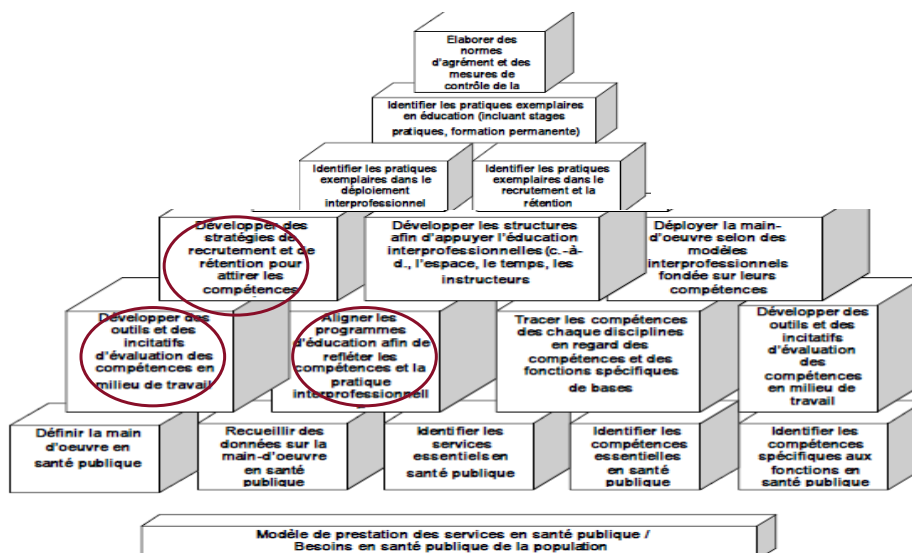 Elaborer des
normes
d'agrément et des
mesures de
contrôle de la
Identifier les pratiques exemplaires
en éducation (incluant stages
pratiques, formation permanente)
Identifier les pratiques
exemplaires dans le
déploiement
interprofessionnel
Identifier les pratiques
exemplaires dans le
recrutement et la
rétention
Développer des
stratégies de
recrutement et de
rétention pour
attirer les
compétences
Développer les structures
afin d'appuyer l'éducation
interprofessionnelles (c.-à-
d., l'espace, le temps, les
instructeurs
Déployer la main-
d'oeuvre selon des
modèles
interprofessionnels
fondée sur leurs
compétences
Développer des
outils et des
incitatifs
d'évaluation des
compétences en
milieu de travail
Aligner les
programmes
d'éducation afin de
refléter les
compétences et la
pratique
interprofessionnell
Tracer les compétences
des chaque disciplines
en regard des
compétences et des
fonctions spécifiques
de bases
Développer des
outils et des
incitatifs
d'évaluation
des
compétences
en milieu de
travail
Définir la main
d'oeuvre en
santé publique
Recueillir des
données sur la
main-d'oeuvre
en santé
publique
Identifier les
services
essentiels en
santé publique
Identifier les
compétences
essentielles en
santé publique
Identifier les
compétences
spécifiques aux
fonctions en
santé publique
Modèle de prestation des services en santé publique /
Besoins en santé publique de la population